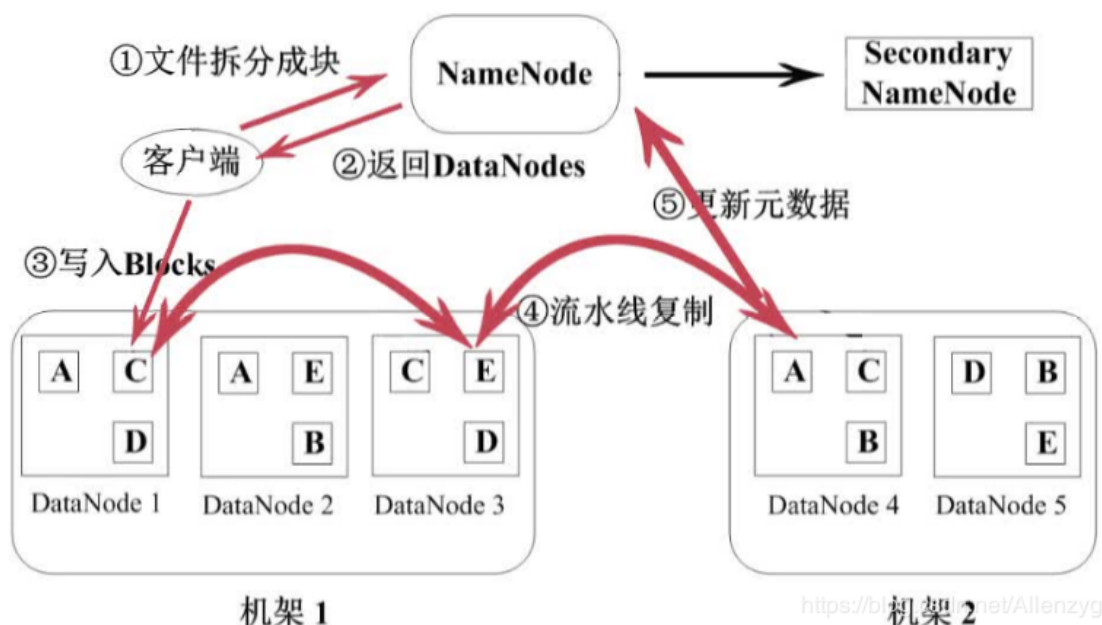 ①文件拆分成块
NameNode
Secondary
NameNode
客户端
②返回DataNodes
⑤更新元数据
③写入Blocks
④流水线复制
A C
D
DataNode 1
A E
B
DataNode 2
C E
D
DataNode 3
机架 1
A C
B
DataNode 4
D B
E
DataNode 5
机架 2